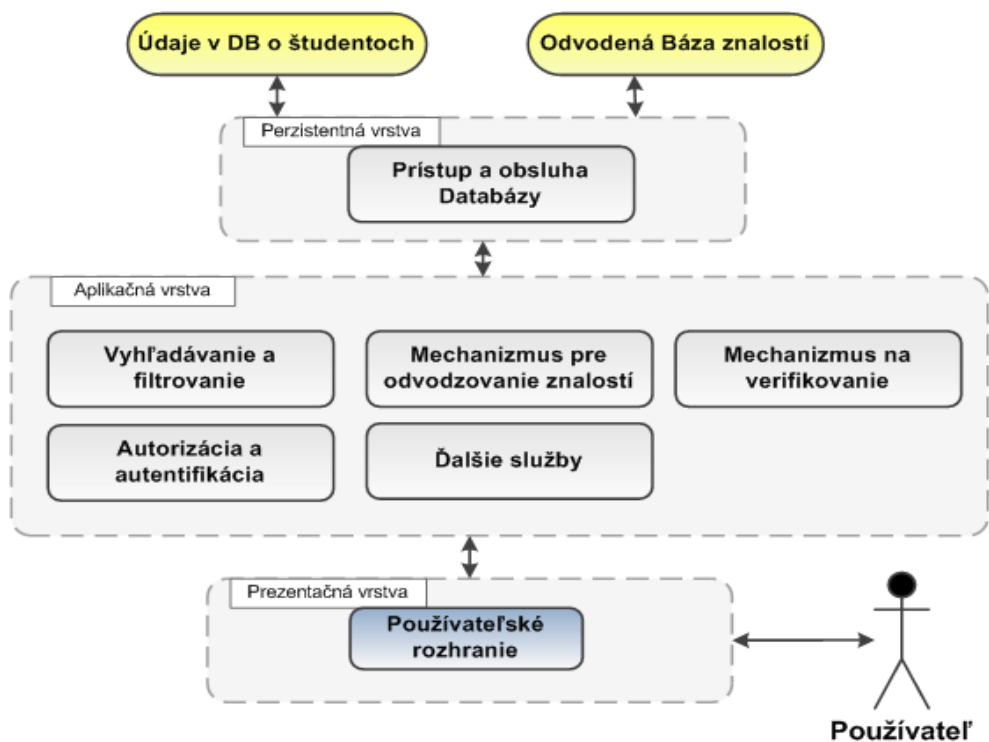 Údaje v DB o študentoch
Odvodená Báza znalostí
Perzistentná vrstva
Prístup a obsluha
Databázy
Aplikačná vrstva
Vyhľadávanie a
filtrovanie
Mechanizmus pre
odvodzovanie znalostí
Mechanizmus na
verifikovanie
Autorizácia a
autentifikácia
Ďalšie služby
Prezentačná vrstva
Používateľské
rozhranie
Používateľ